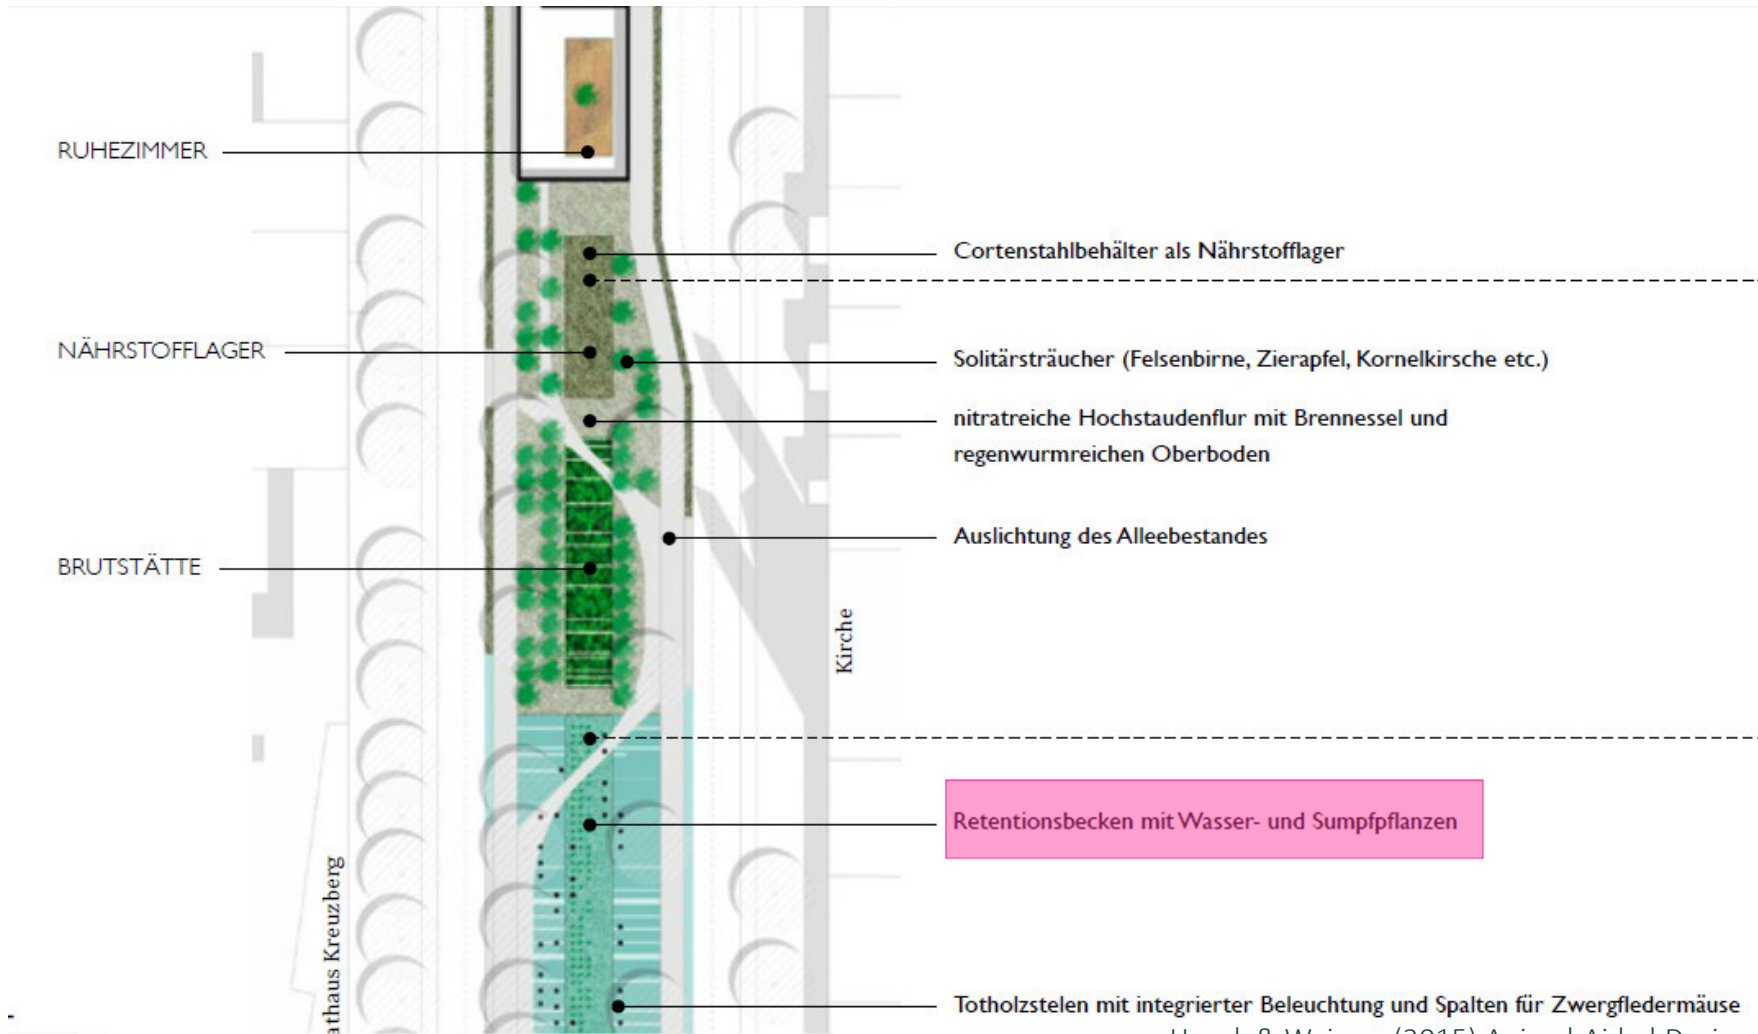 RUHEZIMMER
Cortenstahlbehälter als Nährstofflager
NÄHRSTOFFLAGER
Solitärsträucher (Felsenbirne, Zierapfel, Kornelkirsche etc.)
nitratreiche Hochstaudenflur mit Brennessel und
regenwurmreichen Oberboden
Auslichtung des Alleebestandes
BRUTSTÄTTE
Kirche
Retentionsbecken mit Wasser- und Sumpfpflanzen
athaus Kreuzberg
Totholzstelen mit integrierter Beleuchtung und Spalten für Zwergfledermäuse